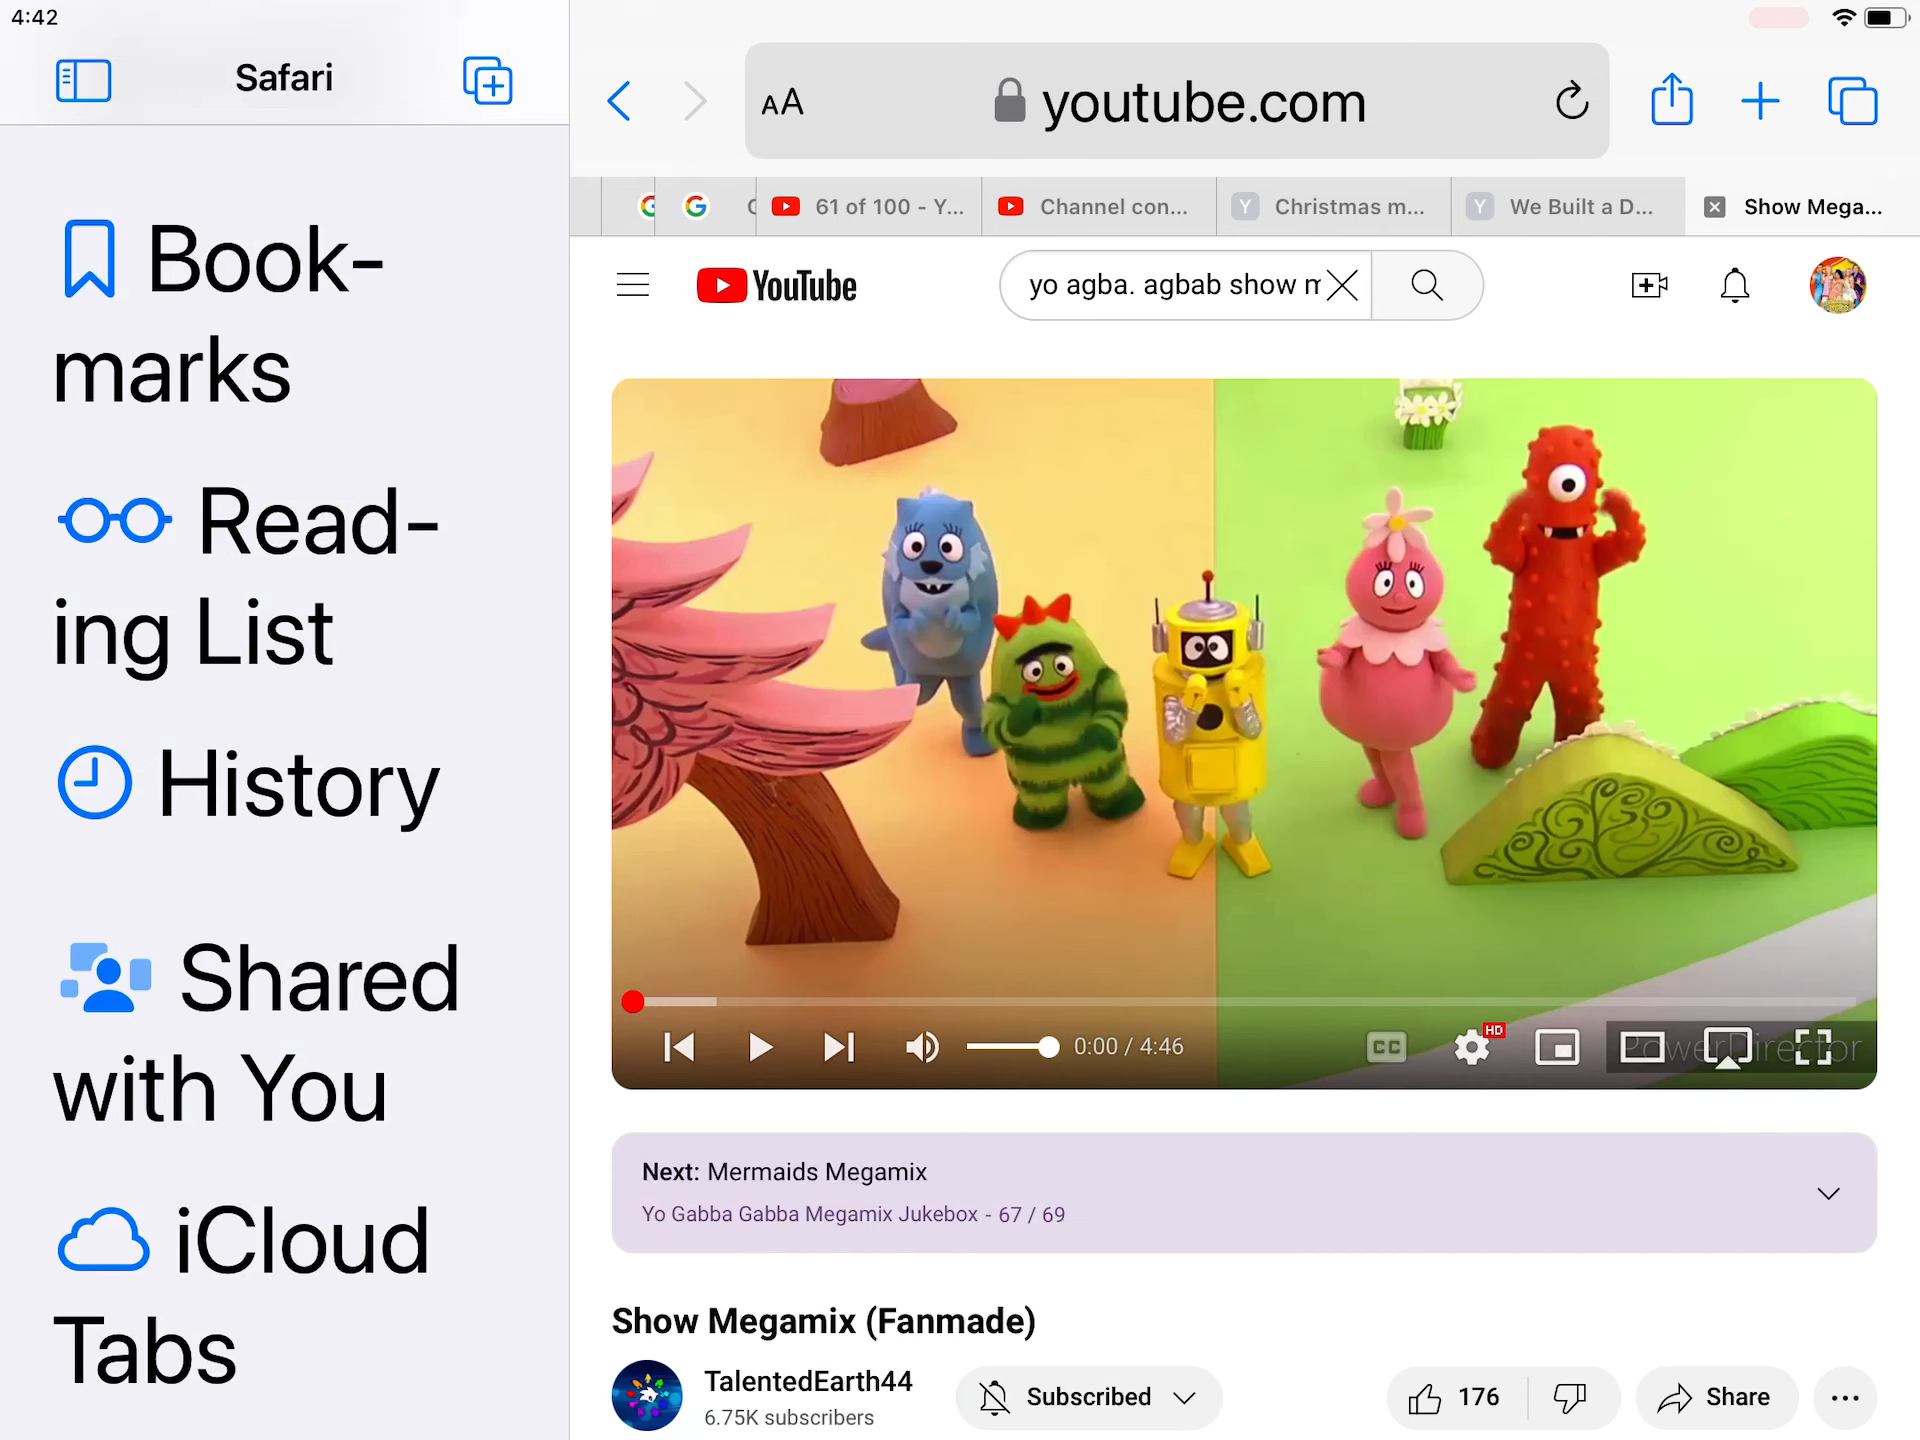 4:42
Safari
Book-
marks
Read-
ing List
History
Shared
with You
iCloud
Tabs
AA
youtube.com
61 of 100 - Y...
Channel con...
Y
Christmas m...
Y
We Built a D...
Show Mega...
YouTube
yo agba. agbab show m
0:00 / 4:46
CC
HD
PowerDirector
Next: Mermaids Megamix
Yo Gabba Gabba Megamix Jukebox - 67 / 69
Show Megamix (Fanmade)
TalentedEarth44
6.75K subscribers
Subscribed
176
Share